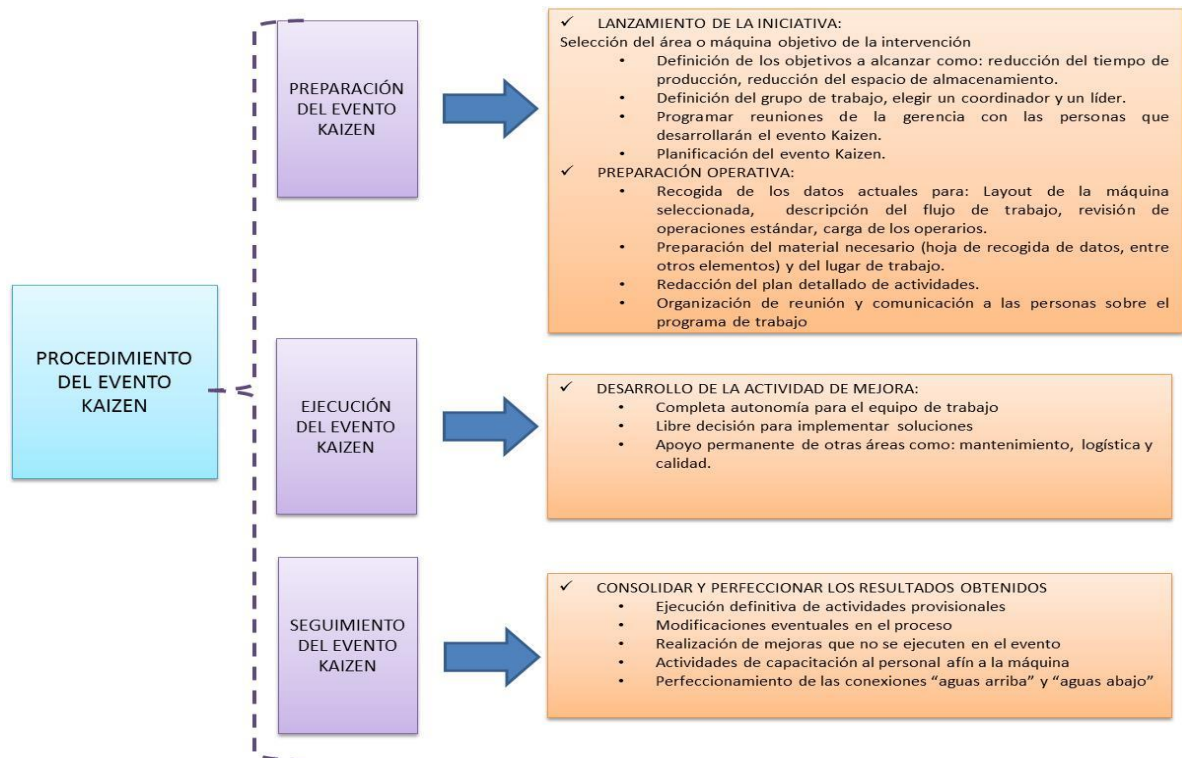 PROCEDIMIENTO
DEL EVENTO
KAIZEN
PREPARACIÓN
DEL EVENTO
KAIZEN
✓ LANZAMIENTO DE LA INICIATIVA:
Selección del área o máquina objetivo de la intervención
• Definición de los objetivos a alcanzar como: reducción del tiempo de
producción, reducción del espacio de almacenamiento.
• Definición del grupo de trabajo, elegir un coordinador y un líder.
• Programar reuniones de la gerencia con las personas que
desarrollarán el evento Kaizen.
• Planificación del evento Kaizen.
✓ PREPARACIÓN OPERATIVA:
• Recogida de los datos actuales para: Layout de la máquina
seleccionada, descripción del flujo de trabajo, revisión de
operaciones estándar, carga de los operarios.
• Preparación del material necesario (hoja de recogida de datos, entre
otros elementos) y del lugar de trabajo.
• Redacción del plan detallado de actividades.
• Organización de reunión y comunicación a las personas sobre el
programa de trabajo
EJECUCIÓN
DEL EVENTO
KAIZEN
✓ DESARROLLO DE LA ACTIVIDAD DE MEJORA:
• Completa autonomía para el equipo de trabajo
• Libre decisión para implementar soluciones
• Apoyo permanente de otras áreas como: mantenimiento, logística y
calidad.
SEGUIMIENTO
DEL EVENTO
KAIZEN
✓ CONSOLIDAR Y PERFECCIONAR LOS RESULTADOS OBTENIDOS
• Ejecución definitiva de actividades provisionales
• Modificaciones eventuales en el proceso
• Realización de mejoras que no se ejecuten en el evento
• Actividades de capacitación al personal afín a la máquina
• Perfeccionamiento de las conexiones “aguas arriba” y “aguas abajo”